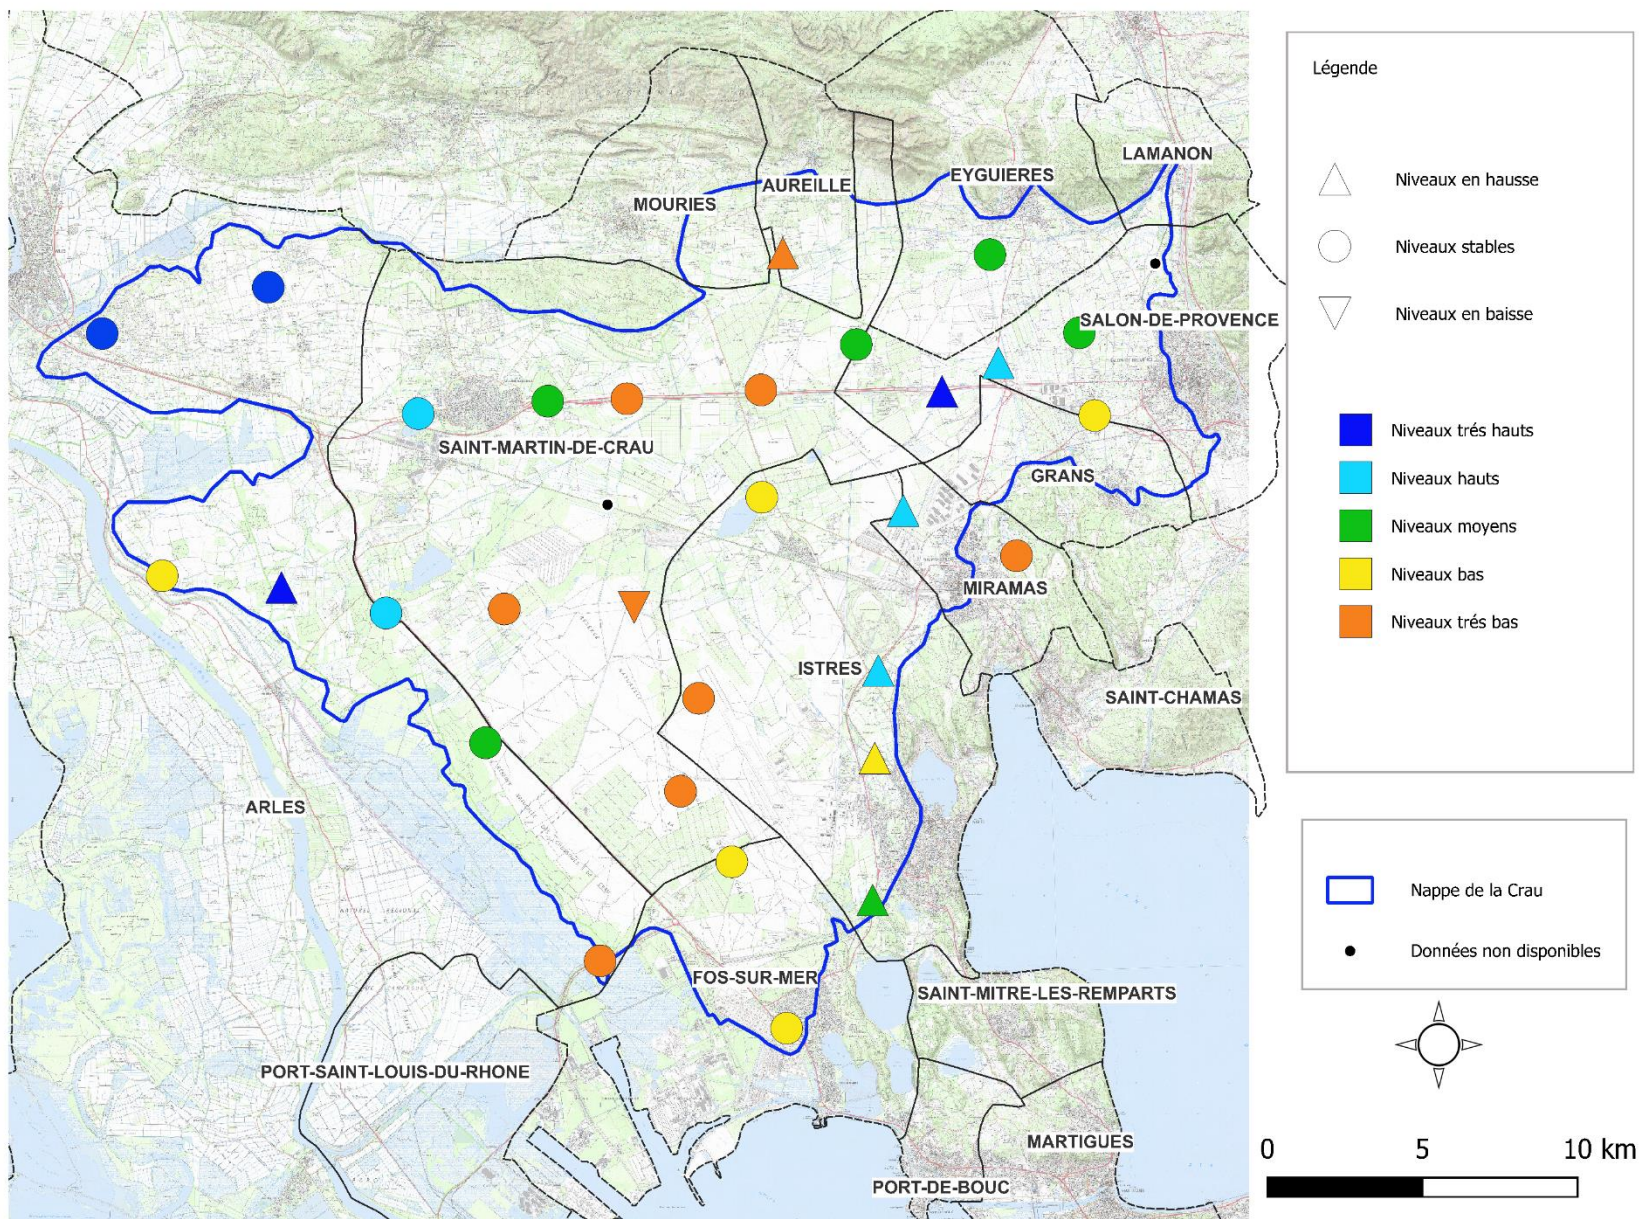 LAMANON
EYGUIERES
AUREILLE
MOURIES
SALON-DE-PROVENCE
SAINT-MARTIN-DE-CRAU
GRANS
MIRAMAS
ISTRES
SAINT-CHAMAS
ARLES
FOS-SUR-MER
SAINT-MITRE-LES-REMPARTS
PORT-SAINT-LOUIS-DU-RHONE
MARTIGUES
PORT-DE-BOUC
Légende
Niveaux en hausse
Niveaux stables
Niveaux en baisse
Niveaux trés hauts
Niveaux hauts
Niveaux moyens
Niveaux bas
Niveaux trés bas
Nappe de la Crau
Données non disponibles
0 5 10 km